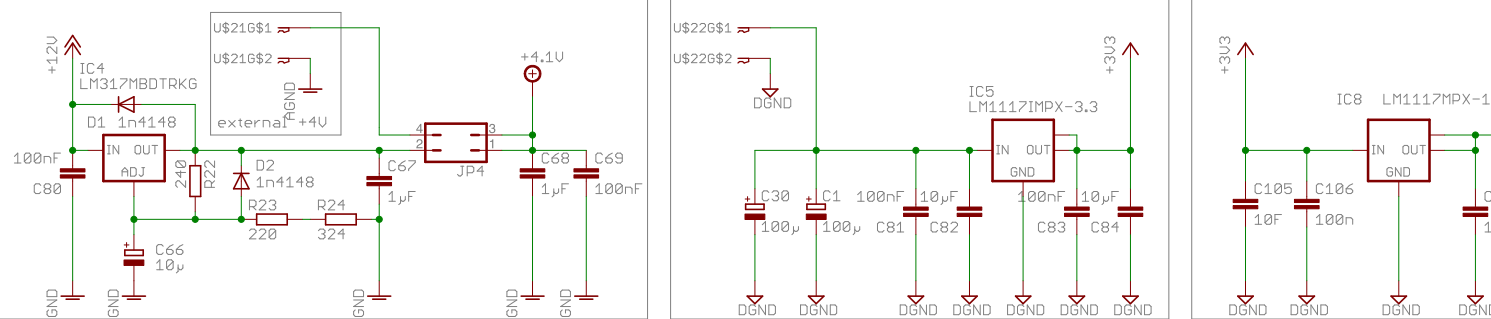 U$21G$1
U$21G$2
AGND
external +4V
+12V
IC4
LM317MBDTRKG
D1 1n4148
IN OUT
ADJ
100nF
C80
240
R22
D2
1n4148
R23
220
R24
324
C66
10µ
C67
1µF
4
2
3
1
JP4
+4.1V
C68
1µF
C69
100nF
GND
GND
GND
GND
GND
U$22G$1
U$22G$2
DGND
C30
100µ
C1
100µ
100nF
C81
10µF
C82
IC5
LM1117IMPX-3.3
IN OUT
GND
100nF
C83
10µF
C84
+3V3
DGND
DGND
DGND
DGND
DGND
DGND
DGND
+3V3
IC8
LM1117MPX-1
IN OUT
GND
C105
10F
C106
100n
C
1
DGND
DGND
DGND
DGND